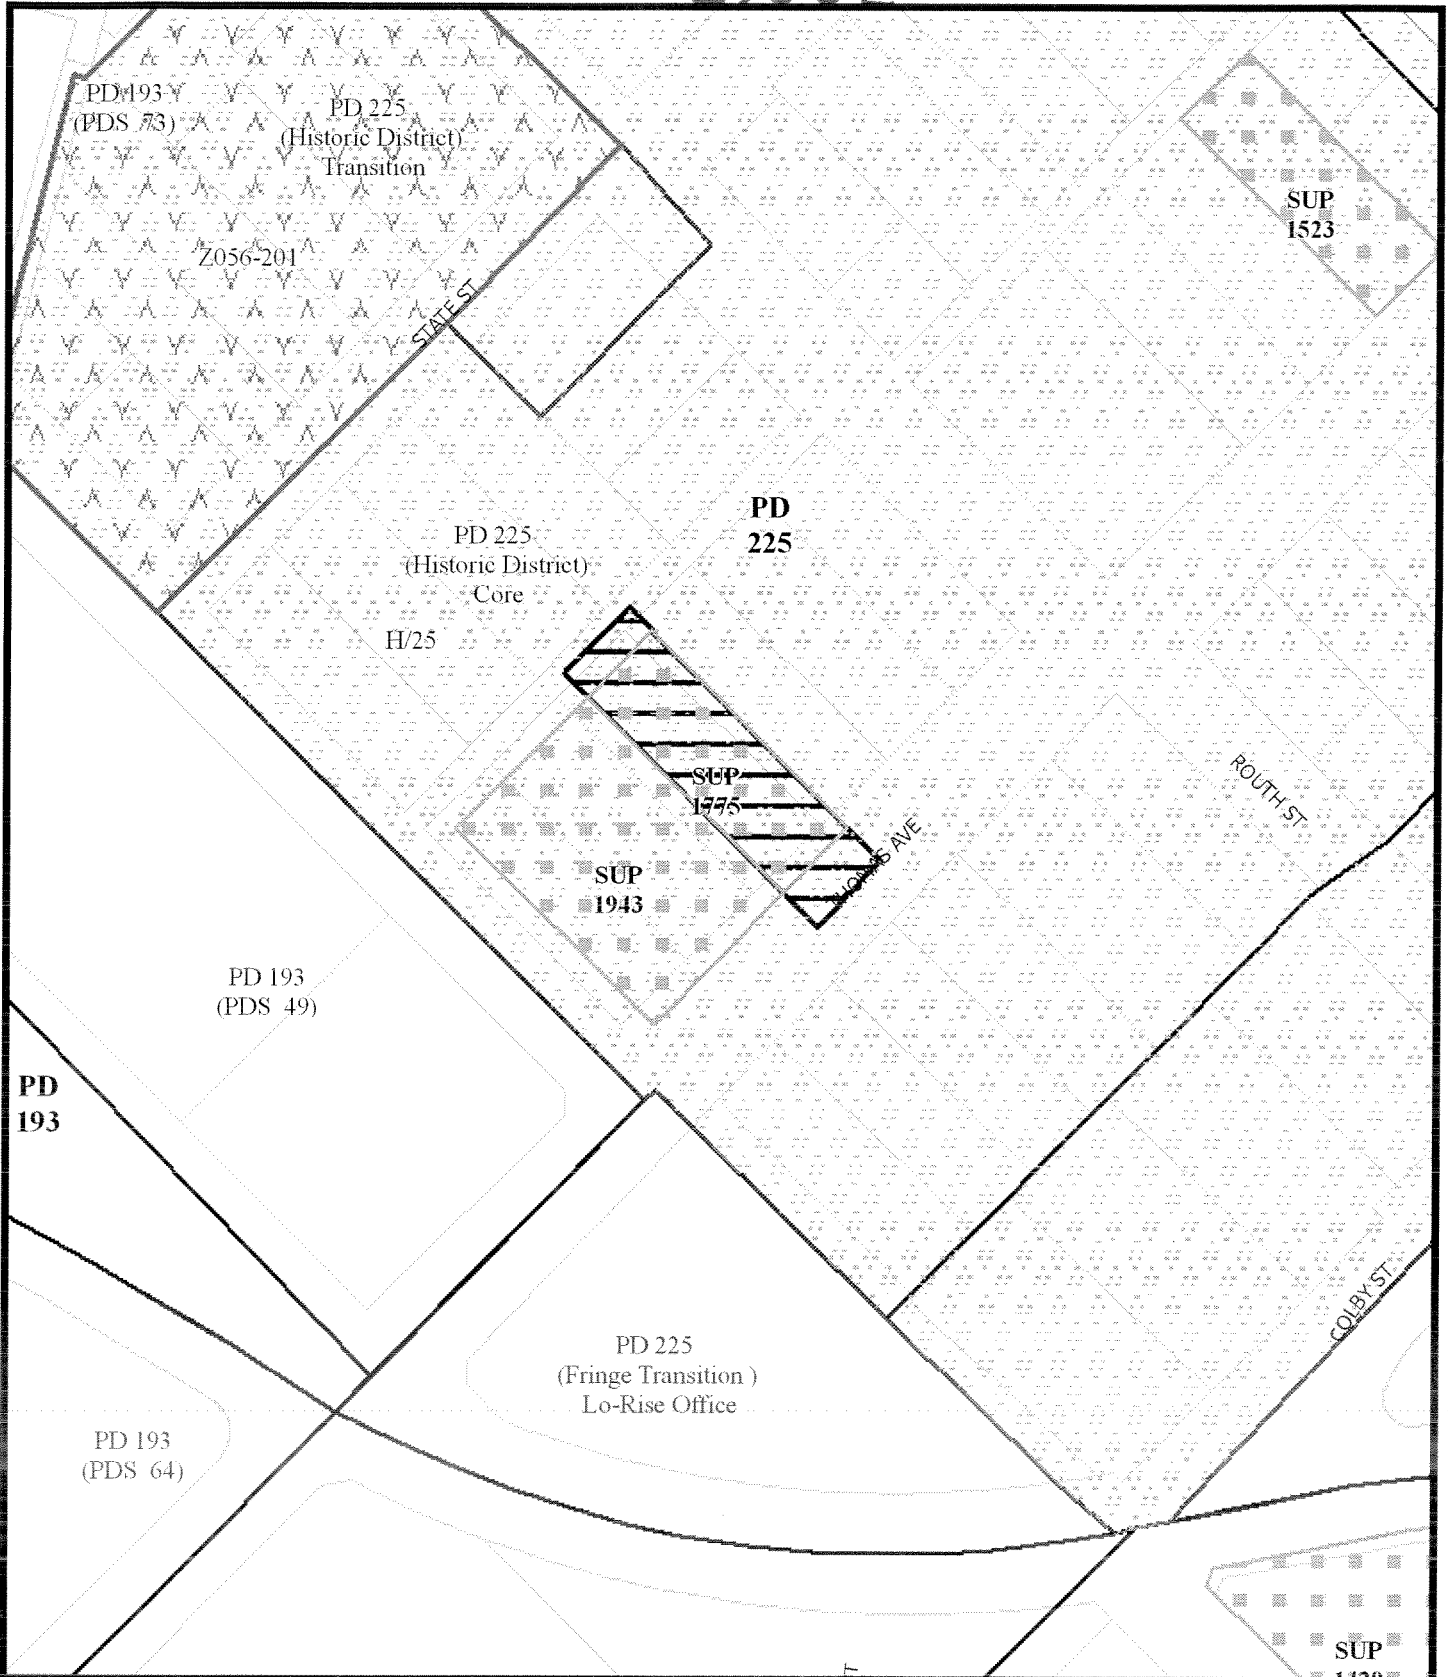 PD 193
(PDS 73)
PD 225
(Historic District)
Transition
Z056-201
STATE ST
SUP
1523
PD
225
PD 225
(Historic District)
Core
H/25
SUP
1775
SUP
1943
ROUTH ST
PD 193
(PDS 49)
PD
193
COLBY ST
PD 225
(Fringe Transition )
Lo-Rise Office
PD 193
(PDS 64)
SUP